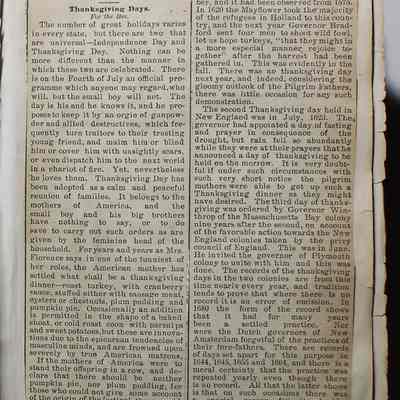 Thanksgiving Days.
For the Bee.
The number of great holidays varies
in every state, but there are two that
are universal—Independence Day and
Thanksgiving Day. Nothing can be
more different than the manner in
which these two are celebrated. There
is on the Fourth of July an official pro-
gramme which anyone may regard, who
will, but the small boy will not. The
day is his and he knows it, and he pro-
poses to keep it by an orgie of gunpow-
der and allied destructives, which fre-
quently turn traitors to their trusting
young friend, and maim him or blind
him or cover him with unsightly scars,
or even dispatch him to the next world
in a chariot of fire. Yet, nevertheless
he loves them. Thanksgiving Day has
been adopted as a calm and peaceful
reunion of families. It belongs to the
mothers of America, and the
small boy and his big brothers
have nothing to say, or to do
save to carry out such orders as are
given by the feminine head of the
household. For years and years as Mrs.
Florence says in one of the funniest of
her roles, the American mother has
settled what shall be a thanksgiving
dinner—roast turkey, with cranberry
sauce, stuffed either with sausage meat,
oysters or chestnuts, plum pudding and
pumpkin pie. Occasionally an addition
is permitted in the shape of a baked
shoat, or cold roast coon with persimmons
and sweet potatoes, but these are innova-
tions due to the epicurean tendencies of
masculine minds, and are frowned upon
severely by true American matrons.
If the mothers of America were to
stand their offspring in a row, and de-
clare that there should be neither
pumpkin pie, nor plum pudding, for
those who could not give some account
ber, and it had been observed from 1575.
In 1620 the Mayflower took the majority
of the refugees in Holland to this coun-
try, and the next year Governor Brad-
ford sent four men to shoot wild fowl,
let us hope turkeys, "that they might in
a more especial manner rejoice to-
gether" after the harvest had been
gathered in. This was evidently in the
fall. There was no thanksgiving day
next year, and indeed, considering the
gloomy outlook of the Pilgrim Fathers,
there was little occasion for any such
demonstration.
The second Thanksgiving day held in
New England was in July, 1623. The
governor had appointed a day of fasting
and prayer in consequence of the
drought, but rain fell so abundantly
while they were at their prayers that he
announced a day of thanksgiving to be
held on the morrow. It is very doubt-
ful if under such circumstances with
such very short notice the pilgrim
mothers were able to get up such a
Thanksgiving dinner as they might
have desired. The third day of thanks-
giving was ordered by Governor Win-
throp of the Massachusetts Bay colony
nine years after the second, on account
of the favorable action towards the New
England colonies taken by the privy
council of England. This was in June.
He invited the governor of Plymouth
colony to unite with him and this was
done. The records of the thanksgiving
days in the two colonies are from this
time nearly every year, and tradition
tends to prove that where there is no
record it is an error of omission. In
1680 the form of the record shows
that it had for many years
been a settled practice. Nor
were the Dutch governors of New
Amsterdam forgetful of the practices of
their fore-fathers. There are records
of days set apart for this purpose in
1644, 1645, 1655 and 1664, and there is a
moral certainty that the practice was
repeated yearly even though there
is no record. All that the latter shows
is that on such occasions there was